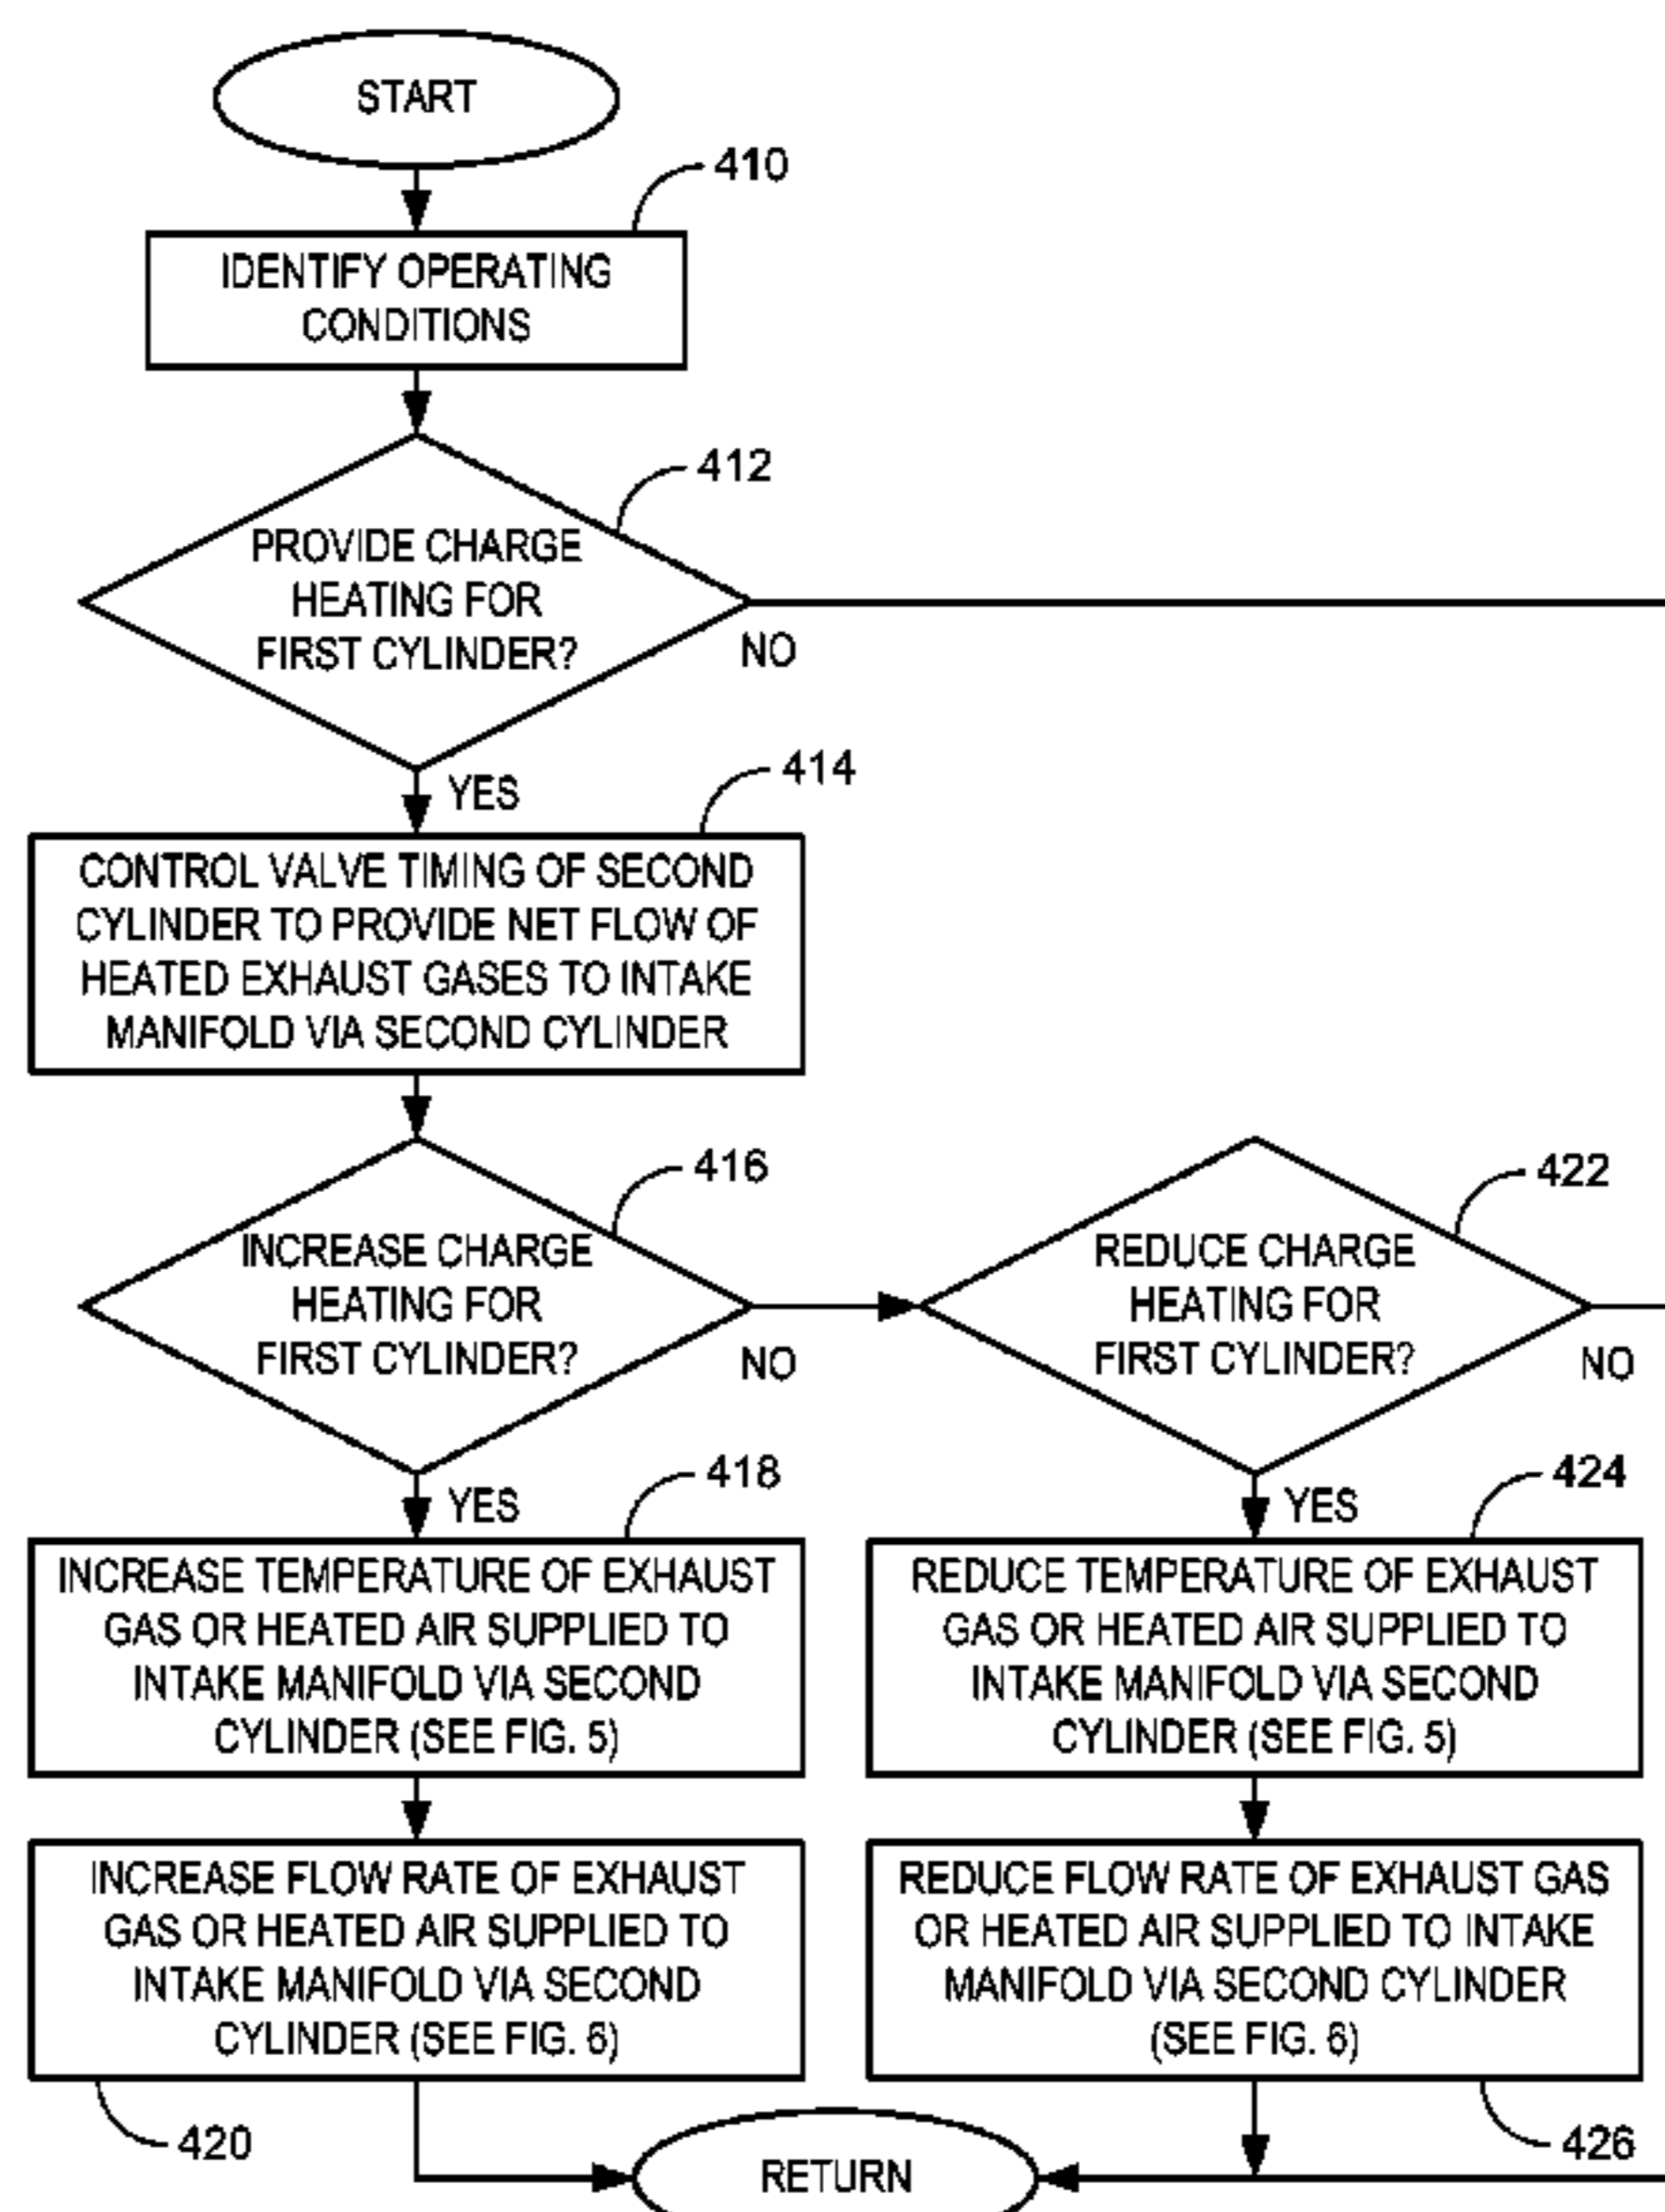 START
410
IDENTIFY OPERATING
CONDITIONS
412
PROVIDE CHARGE
HEATING FOR
FIRST CYLINDER?
NO
YES
414
CONTROL VALVE TIMING OF SECOND
CYLINDER TO PROVIDE NET FLOW OF
HEATED EXHAUST GASES TO INTAKE
MANIFOLD VIA SECOND CYLINDER
416
INCREASE CHARGE
HEATING FOR
FIRST CYLINDER?
NO
YES
422
REDUCE CHARGE
HEATING FOR
FIRST CYLINDER?
NO
YES
418
INCREASE TEMPERATURE OF EXHAUST
GAS OR HEATED AIR SUPPLIED TO
INTAKE MANIFOLD VIA SECOND
CYLINDER (SEE FIG. 5)
424
REDUCE TEMPERATURE OF EXHAUST
GAS OR HEATED AIR SUPPLIED TO
INTAKE MANIFOLD VIA SECOND
CYLINDER (SEE FIG. 5)
INCREASE FLOW RATE OF EXHAUST
GAS OR HEATED AIR SUPPLIED TO
INTAKE MANIFOLD VIA SECOND
CYLINDER (SEE FIG. 6)
420
REDUCE FLOW RATE OF EXHAUST GAS
OR HEATED AIR SUPPLIED TO INTAKE
MANIFOLD VIA SECOND CYLINDER
(SEE FIG. 6)
426
RETURN